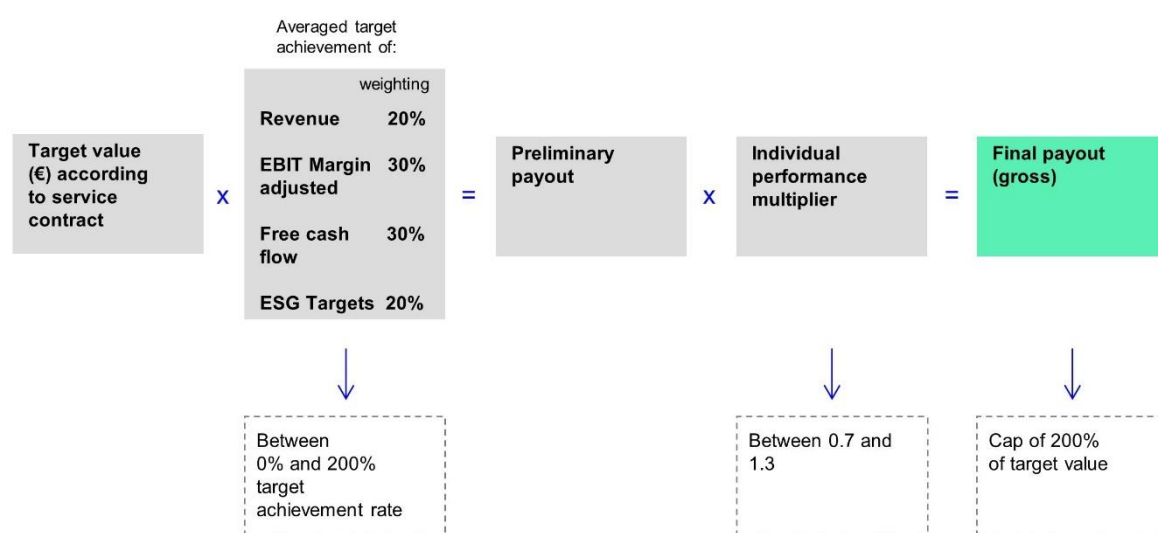 Averaged target
achievement of:
weighting
Revenue 20%
EBIT Margin 30%
adjusted
Free cash 30%
flow
ESG Targets 20%
Target value
(€) according
to service
contract
x
=
Preliminary
payout
x
Individual
performance
multiplier
=
Final payout
(gross)
Between
0% and 200%
target
achievement rate
Between 0.7 and
1.3
Cap of 200%
of target value